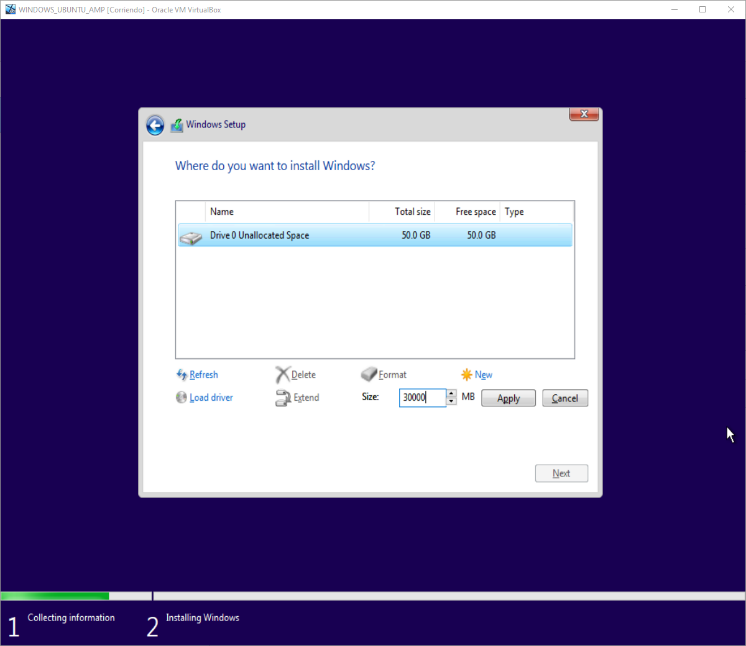 WINDOWS_UBUNTU_AMP [Corriendo] - Oracle VM VirtualBox
Windows Setup
Where do you want to install Windows?
Name Total size Free space Type
Drive 0 Unallocated Space 50.0 GB 50.0 GB
Refresh Delete Format New
Load driver Extend Size: 30000 MB Apply Cancel
Next
1 Collecting information 2 Installing Windows